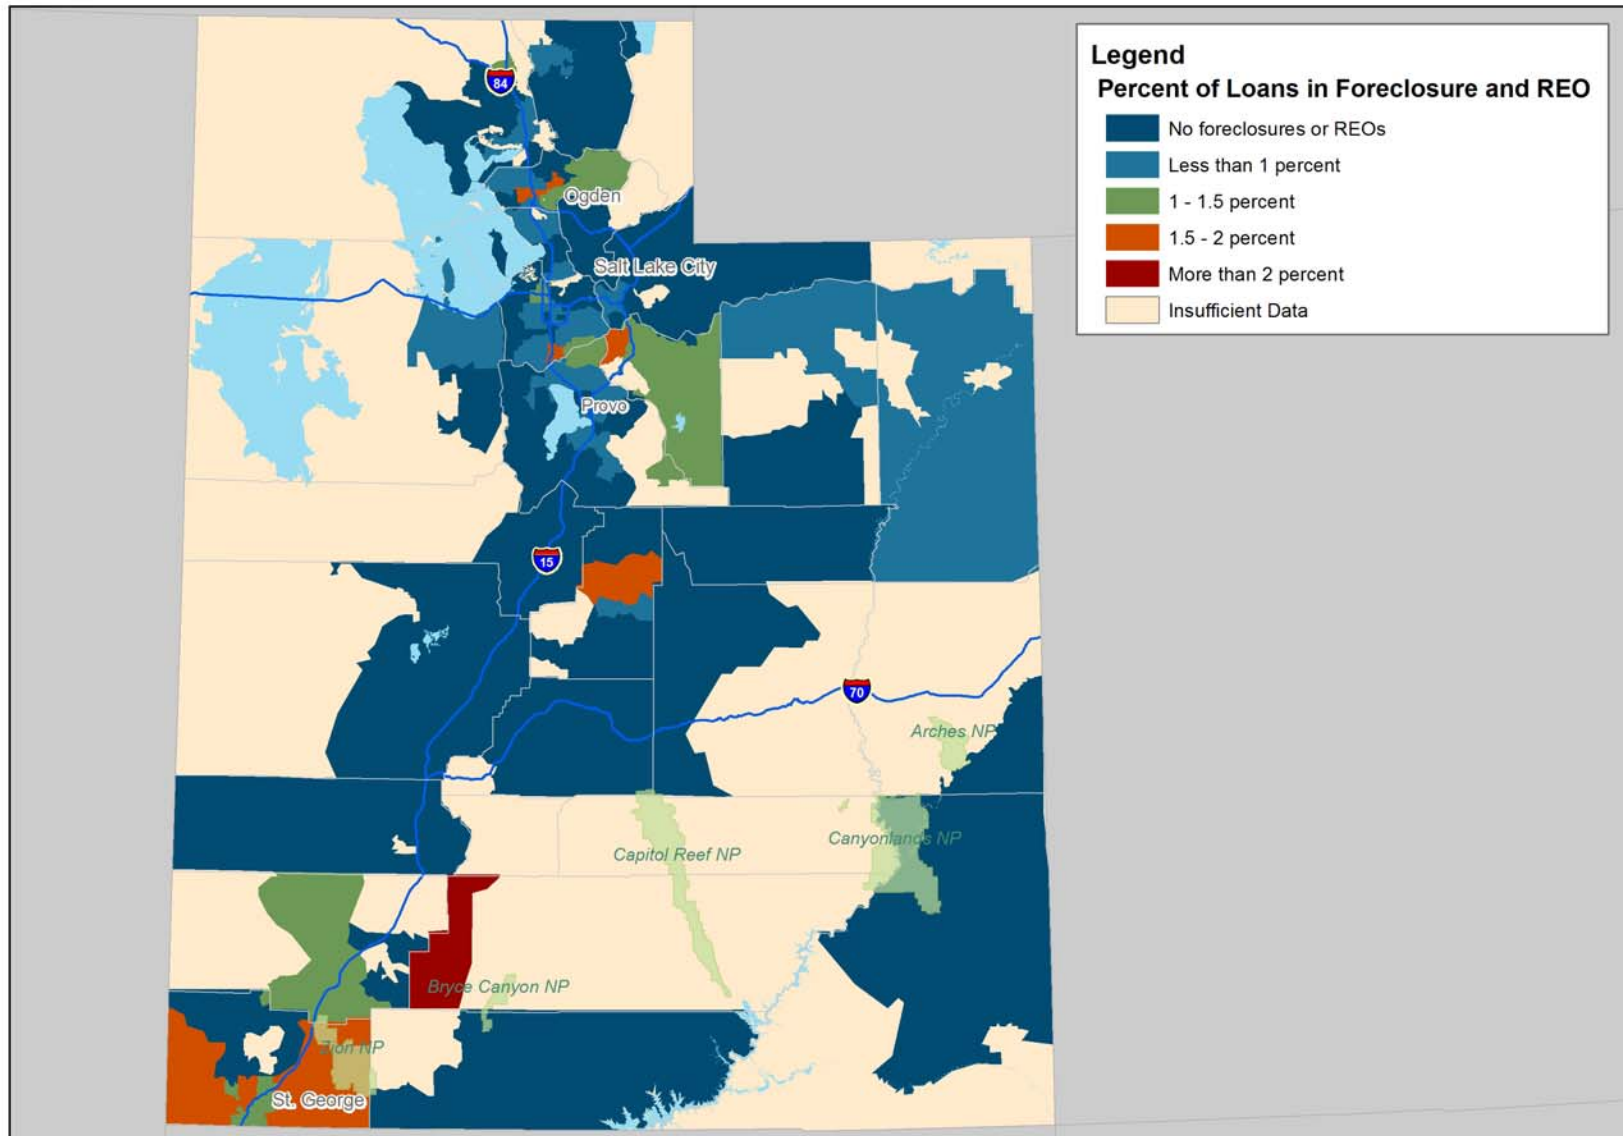 Legend
Percent of Loans in Foreclosure and REO
No foreclosures or REOs
Less than 1 percent
1 - 1.5 percent
1.5 - 2 percent
More than 2 percent
Insufficient Data
84
Ogden
Salt Lake City
Provo
15
70
Arches NP
Canyonlands NP
Capitol Reef NP
Bryce Canyon NP
Zion NP
St. George